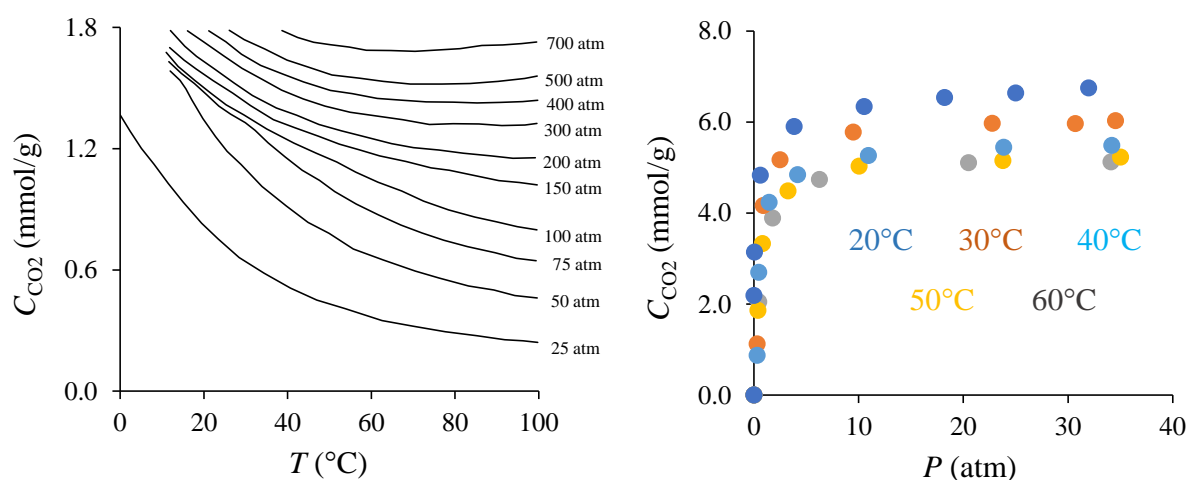 C_CO2 (mmol/g)
1.8
1.2
0.6
0.0
700 atm
500 atm
400 atm
300 atm
200 atm
150 atm
100 atm
75 atm
50 atm
25 atm
0 20 40 60 80 100
T (°C)
C_CO2 (mmol/g)
8.0
6.0
4.0
2.0
0.0
20°C 30°C 40°C
50°C 60°C
0 10 20 30 40
P (atm)